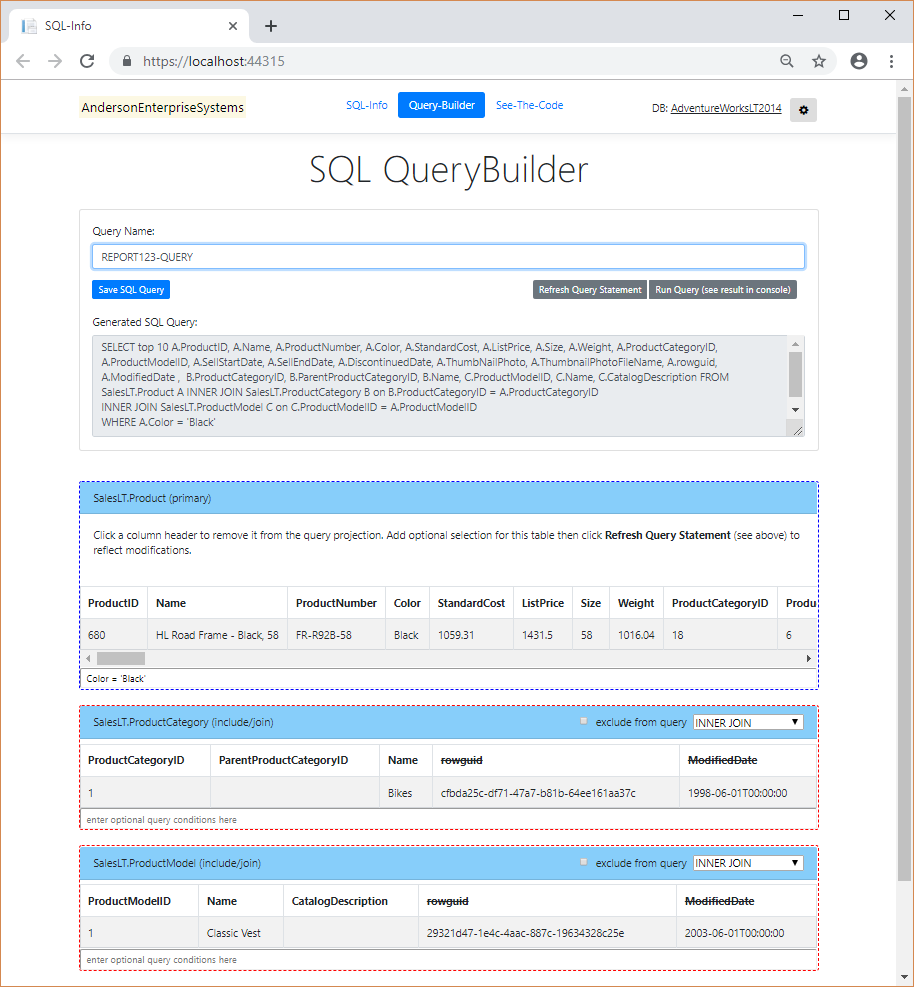 SQL-Info
https://localhost:44315
AndersonEnterpriseSystems
SQL-Info
Query-Builder
See-The-Code
DB: AdventureWorksLT2014
SQL QueryBuilder
Query Name:
REPORT123-QUERY
Save SQL Query
Refresh Query Statement
Run Query (see result in console)
Generated SQL Query:
SELECT top 10 A.ProductID, A.Name, A.ProductNumber, A.Color, A.StandardCost, A.ListPrice, A.Size, A.Weight, A.ProductCategoryID,
A.ProductModelID, A.SellStartDate, A.SellEndDate, A.DiscontinuedDate, A.ThumbNailPhoto, A.ThumbnailPhotoFileName, A.rowguid,
A.ModifiedDate , B.ProductCategoryID, B.ParentProductCategoryID, B.Name, C.ProductModelID, C.Name, C.CatalogDescription FROM
SalesLT.Product A INNER JOIN SalesLT.ProductCategory B on B.ProductCategoryID = A.ProductCategoryID
INNER JOIN SalesLT.ProductModel C on C.ProductModelID = A.ProductModelID
WHERE A.Color = 'Black'
SalesLT.Product (primary)
Click a column header to remove it from the query projection. Add optional selection for this table then click Refresh Query Statement (see above) to
reflect modifications.
ProductID Name ProductNumber Color StandardCost ListPrice Size Weight ProductCategoryID Produ
680 HL Road Frame - Black, 58 FR-R92B-58 Black 1059.31 1431.5 58 1016.04 18 6
Color = 'Black'
SalesLT.ProductCategory (include/join) exclude from query INNER JOIN
ProductCategoryID ParentProductCategoryID Name rowguid ModifiedDate
1 Bikes cfbda25c-df71-47a7-b81b-64ee161aa37c 1998-06-01T00:00:00
enter optional query conditions here
SalesLT.ProductModel (include/join) exclude from query INNER JOIN
ProductModelID Name CatalogDescription rowguid ModifiedDate
1 Classic Vest 29321d47-1e4c-4aac-887c-19634328c25e 2003-06-01T00:00:00
enter optional query conditions here